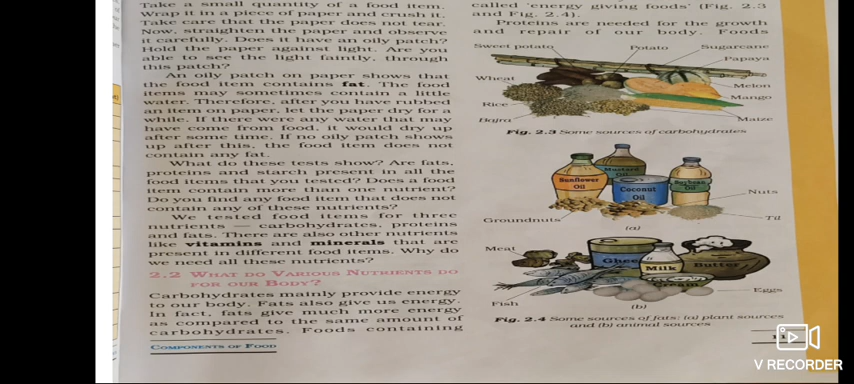 Take a small quantity of a food item.
Wrap it in a piece of paper and crush it.
Take care that the paper does not tear.
Now, straighten the paper and observe
it carefully. Does it have an oily patch?
Hold the paper against light. Are you
able to see the light faintly, through
this patch?
An oily patch on paper shows that
the food item contains fat. The food
items may sometimes contain a little
water. Therefore, after you have rubbed
an item on paper, let the paper dry for a
while. If there were any water that may
have come from food, it would dry up
after some time. If no oily patch shows
up after this, the food item does not
contain any fat.
What do these tests show? Are fats,
proteins and starch present in all the
food items that you tested? Does a food
item contain more than one nutrient?
Do you find any food item that does not
contain any of these nutrients?
We tested food items for three
nutrients — carbohydrates, proteins
and fats. There are also other nutrients
like vitamins and minerals that are
present in different food items. Why do
we need all these nutrients?
2.2 WHAT DO VARIOUS NUTRIENTS DO
FOR OUR BODY?
Carbohydrates mainly provide energy
to our body. Fats also give us energy.
In fact, fats give much more energy
as compared to the same amount of
carbohydrates. Foods containing
COMPONENTS OF FOOD
called 'energy giving foods' (Fig. 2.3
and Fig. 2.4).
Proteins are needed for the growth
and repair of our body. Foods
Sweet potato
Potato
Sugarcane
Papaya
Wheat
Melon
Mango
Rice
Bajra
Maize
Fig. 2.3 Some sources of carbohydrates
Sunflower
Oil
Mustard
Oil
Coconut
Oil
Soybean
Oil
Nuts
Groundnuts
Til
(a)
Meat
Ghee
Milk
Butter
Cream
Eggs
Fish
(b)
Fig. 2.4 Some sources of fats: (a) plant sources
and (b) animal sources
V RECORDER